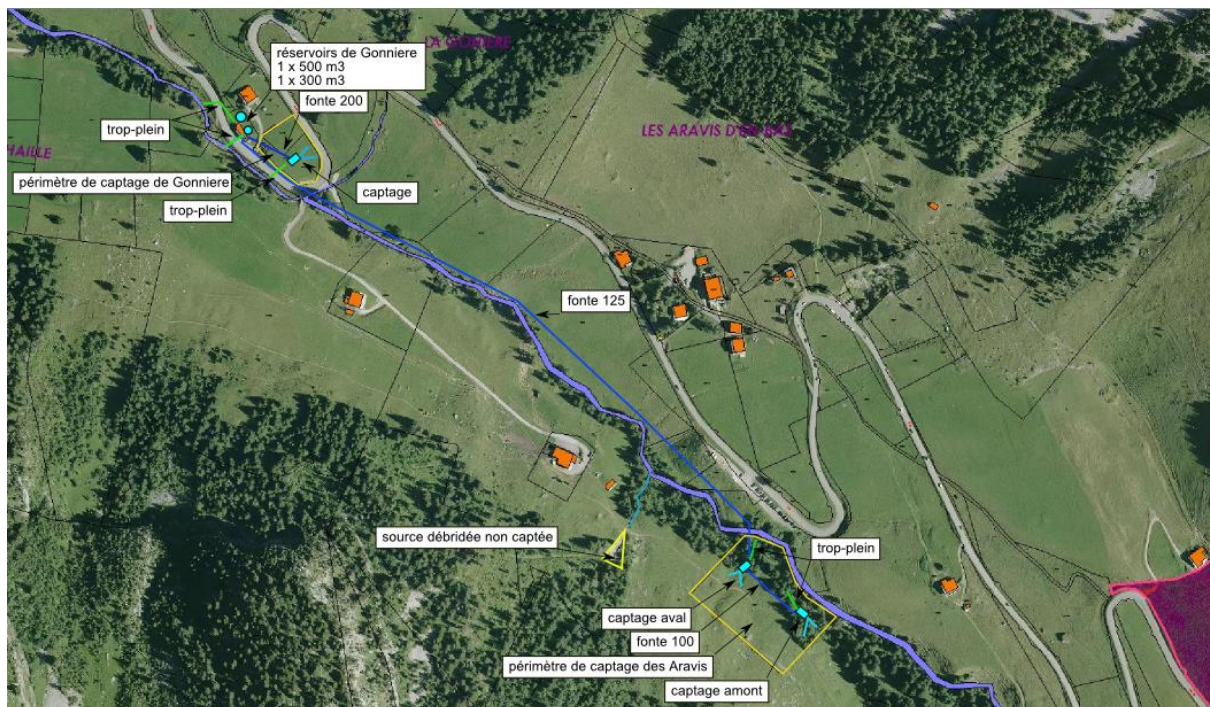 réservoirs de Gonniere
1 x 500 m3
1 x 300 m3
LA GONIERE
fonte 200
trop-plein
LES ARAVIS D'EN BAS
HAILLE
périmètre de captage de Gonniere
captage
trop-plein
fonte 125
source débridée non captée
trop-plein
captage aval
fonte 100
périmètre de captage des Aravis
captage amont